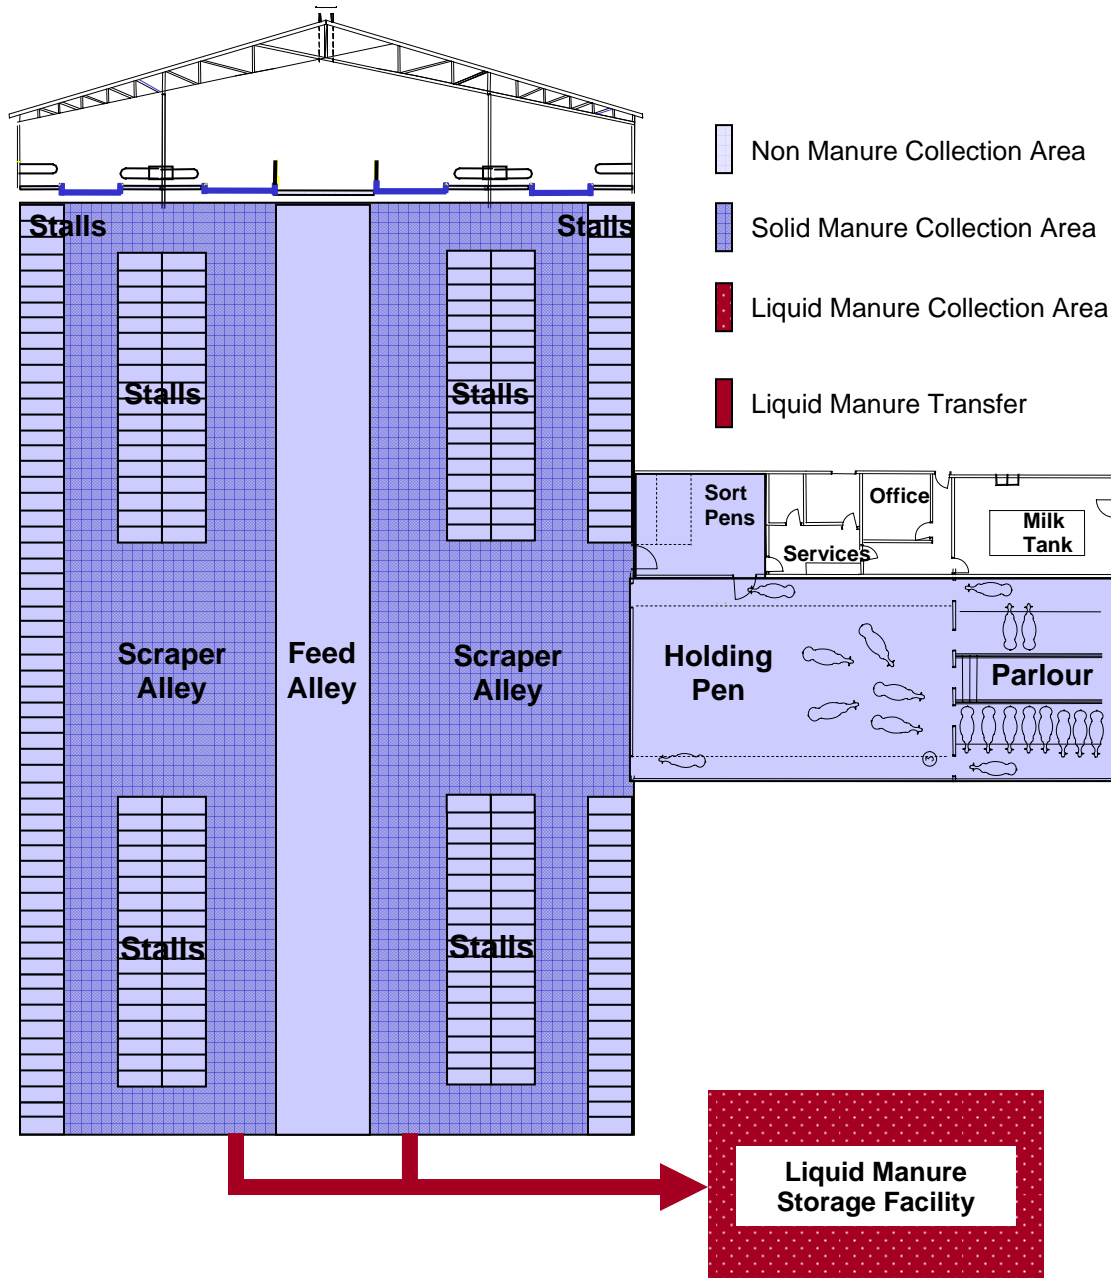 Non Manure Collection Area
Solid Manure Collection Area
Liquid Manure Collection Area
Liquid Manure Transfer
Stalls
Stalls
Stalls
Stalls
Sort
Pens
Office
Services
Milk
Tank
Scraper
Alley
Feed
Alley
Scraper
Alley
Holding
Pen
Parlour
3
Stalls
Stalls
Liquid Manure
Storage Facility